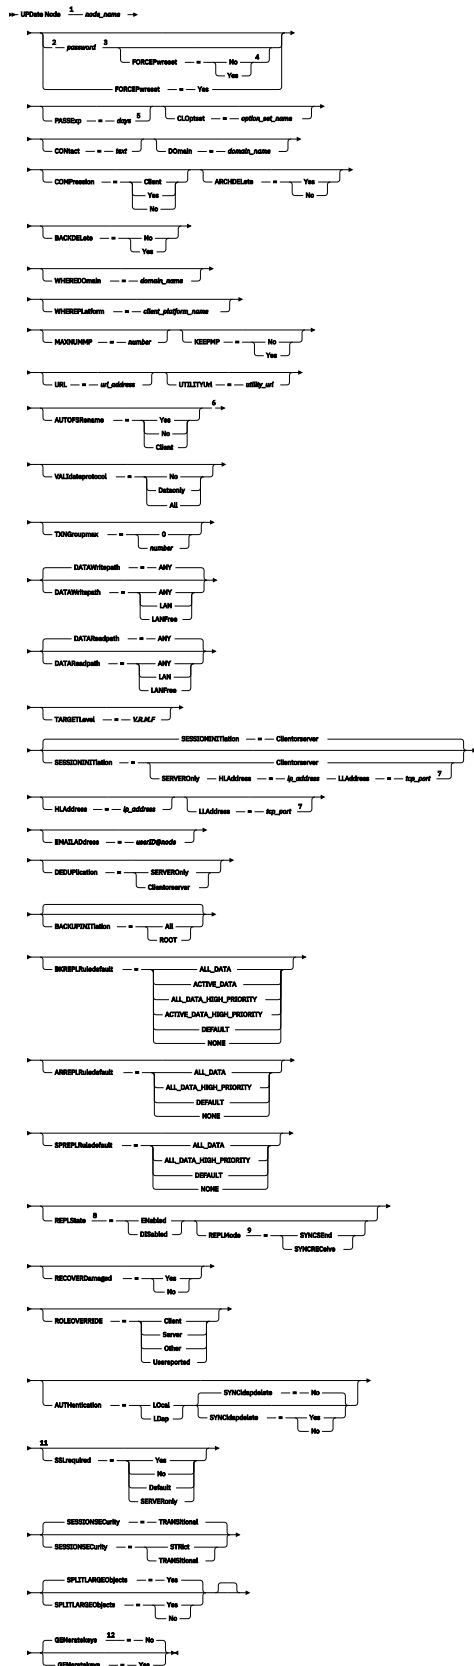 UPDate Node 1 node_name
2 password 3
FORCEPwreset = No 4
Yes
FORCEPwreset = Yes
PASSExp = days 5 CLOptset = option_set_name
CONtact = text DOmain = domain_name
COMPression = Client ARCHDELete = Yes
Yes No
No
BACKDELete = No
Yes
WHEREDOmain = domain_name
WHEREPLatform = client_platform_name
MAXNUMMP = number KEEPMP = No
Yes
URL = url_address UTILITYUrl = utility_url
6
AUTOFSRename = Yes
No
Client
VALIdateprotocol = No
Dataonly
All
TXNGroupmax = 0
number
DATAWritepath = ANY
DATAWritepath = ANY
LAN
LANFree
DATAReadpath = ANY
DATAReadpath = ANY
LAN
LANFree
TARGETLevel = V.R.M.F
SESSIONINITiation = Clientorserver
SESSIONINITiation = Clientorserver
SERVEROnly HLAddress = ip_address LLAddress = tcp_port 7
HLAddress = ip_address LLAddress = tcp_port 7
EMAILADdress = userID@node
DEDUPlication = SERVEROnly
Clientorserver
BACKUPINITiation = All
ROOT
BKREPLRuledefault = ALL_DATA
ACTIVE_DATA
ALL_DATA_HIGH_PRIORITY
ACTIVE_DATA_HIGH_PRIORITY
DEFAULT
NONE
ARREPLRuledefault = ALL_DATA
ALL_DATA_HIGH_PRIORITY
DEFAULT
NONE
SPREPLRuledefault = ALL_DATA
ALL_DATA_HIGH_PRIORITY
DEFAULT
NONE
REPLState 8 = ENabled
DISabled REPLMode 9 = SYNCSEnd
SYNCRECeive
RECOVERDamaged = Yes
No
ROLEOVERRIDE = Client
Server
Other
Usereported
SYNCldapdelete = No
AUTHentication = LOcal
LDap SYNCldapdelete = Yes
No
11
SSLrequired = Yes
No
Default
SERVERonly
SESSIONSECurity = TRANSitional
SESSIONSECurity = STRict
TRANSitional
SPLITLARGEObjects = Yes
SPLITLARGEObjects = Yes
No
GENeratekeys 12 = No
GENeratekeys = Yes